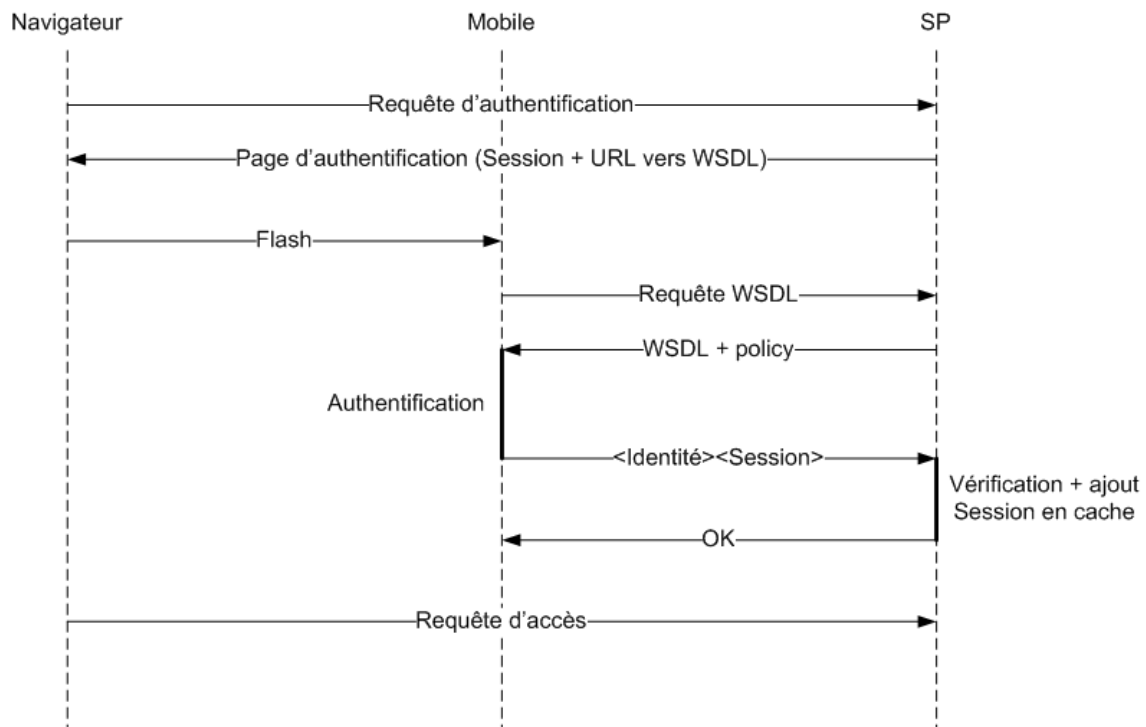 Navigateur
Mobile
SP
Requête d'authentification
Page d'authentification (Session + URL vers WSDL)
Flash
Requête WSDL
WSDL + policy
Authentification
<Identité><Session>
Vérification + ajout
Session en cache
OK
Requête d'accès